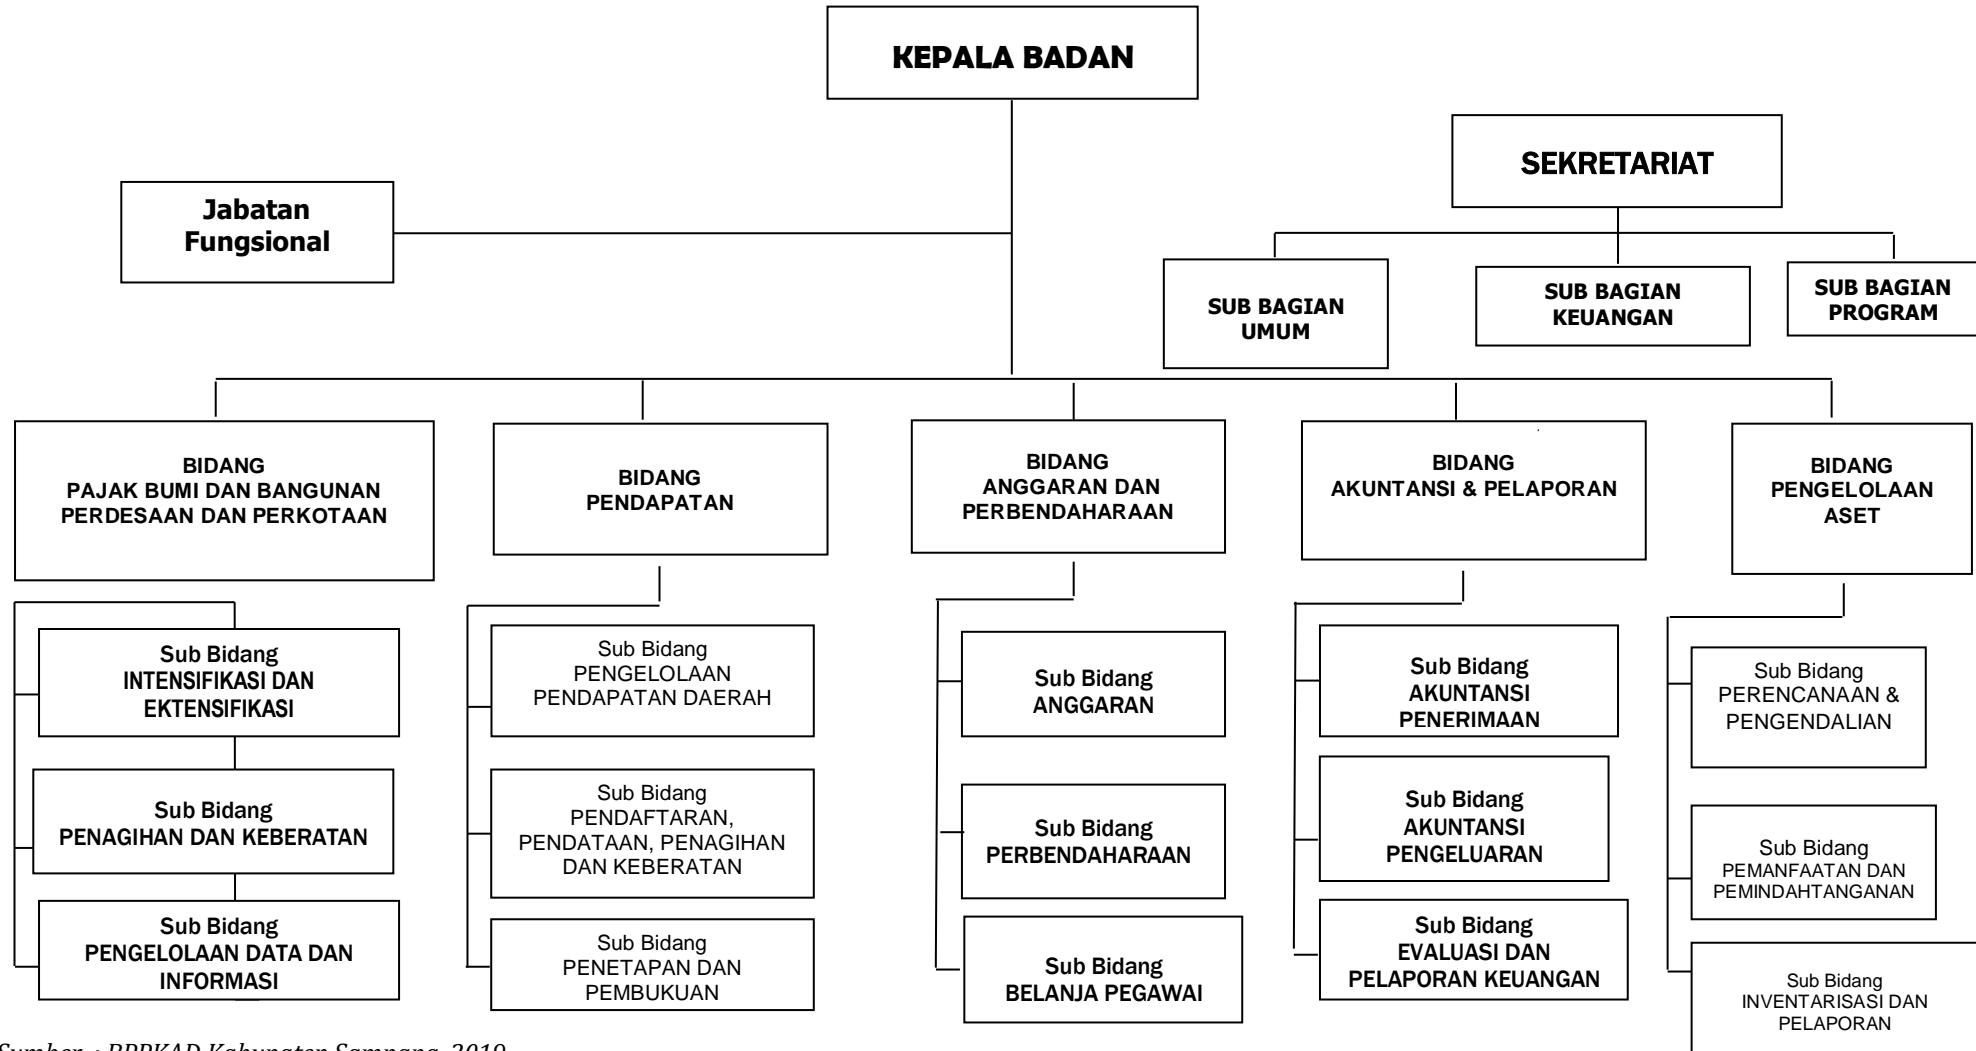 KEPALA BADAN
SEKRETARIAT
Jabatan
Fungsional
SUB BAGIAN
UMUM
SUB BAGIAN
KEUANGAN
SUB BAGIAN
PROGRAM
BIDANG
PAJAK BUMI DAN BANGUNAN
PERDESAAN DAN PERKOTAAN
BIDANG
PENDAPATAN
BIDANG
ANGGARAN DAN
PERBENDAHARAAN
BIDANG
AKUNTANSI & PELAPORAN
BIDANG
PENGELOLAAN
ASET
Sub Bidang
INTENSIFIKASI DAN
EKTENSIFIKASI
Sub Bidang
PENAGIHAN DAN KEBERATAN
Sub Bidang
PENGELOLAAN DATA DAN
INFORMASI
Sub Bidang
PENGELOLAAN
PENDAPATAN DAERAH
Sub Bidang
PENDAFTARAN,
PENDATAAN, PENAGIHAN
DAN KEBERATAN
Sub Bidang
PENETAPAN DAN
PEMBUKUAN
Sub Bidang
ANGGARAN
Sub Bidang
PERBENDAHARAAN
Sub Bidang
BELANJA PEGAWAI
Sub Bidang
AKUNTANSI
PENERIMAAN
Sub Bidang
AKUNTANSI
PENGELUARAN
Sub Bidang
EVALUASI DAN
PELAPORAN KEUANGAN
Sub Bidang
PERENCANAAN &
PENGENDALIAN
Sub Bidang
PEMANFAATAN DAN
PEMINDAHTANGANAN
Sub Bidang
INVENTARISASI DAN
PELAPORAN
Sumber : BPPKAD Kabupaten Sampang, 2019